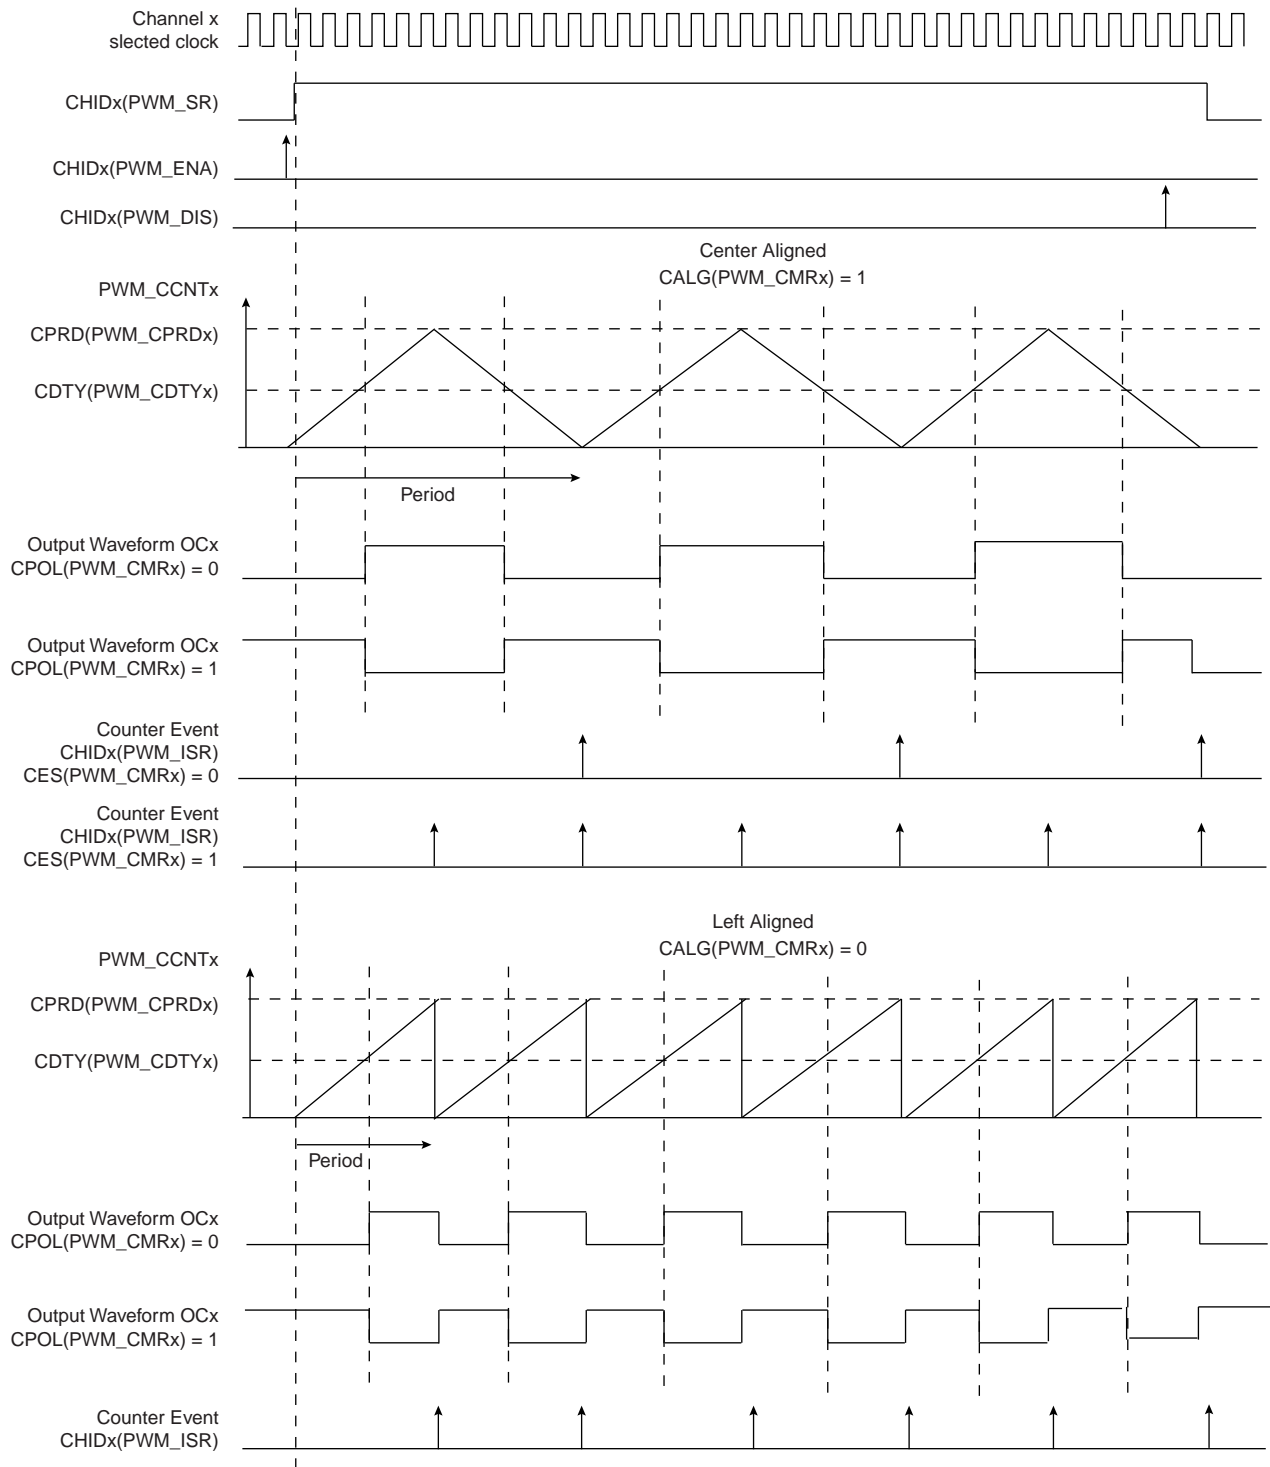 Channel x
slected clock
CHIDx(PWM_SR)
CHIDx(PWM_ENA)
CHIDx(PWM_DIS)
Center Aligned
CALG(PWM_CMRx) = 1
PWM_CCNTx
CPRD(PWM_CPRDx)
CDTY(PWM_CDTYx)
Period
Output Waveform OCx
CPOL(PWM_CMRx) = 0
Output Waveform OCx
CPOL(PWM_CMRx) = 1
Counter Event
CHIDx(PWM_ISR)
CES(PWM_CMRx) = 0
Counter Event
CHIDx(PWM_ISR)
CES(PWM_CMRx) = 1
Left Aligned
CALG(PWM_CMRx) = 0
PWM_CCNTx
CPRD(PWM_CPRDx)
CDTY(PWM_CDTYx)
Period
Output Waveform OCx
CPOL(PWM_CMRx) = 0
Output Waveform OCx
CPOL(PWM_CMRx) = 1
Counter Event
CHIDx(PWM_ISR)